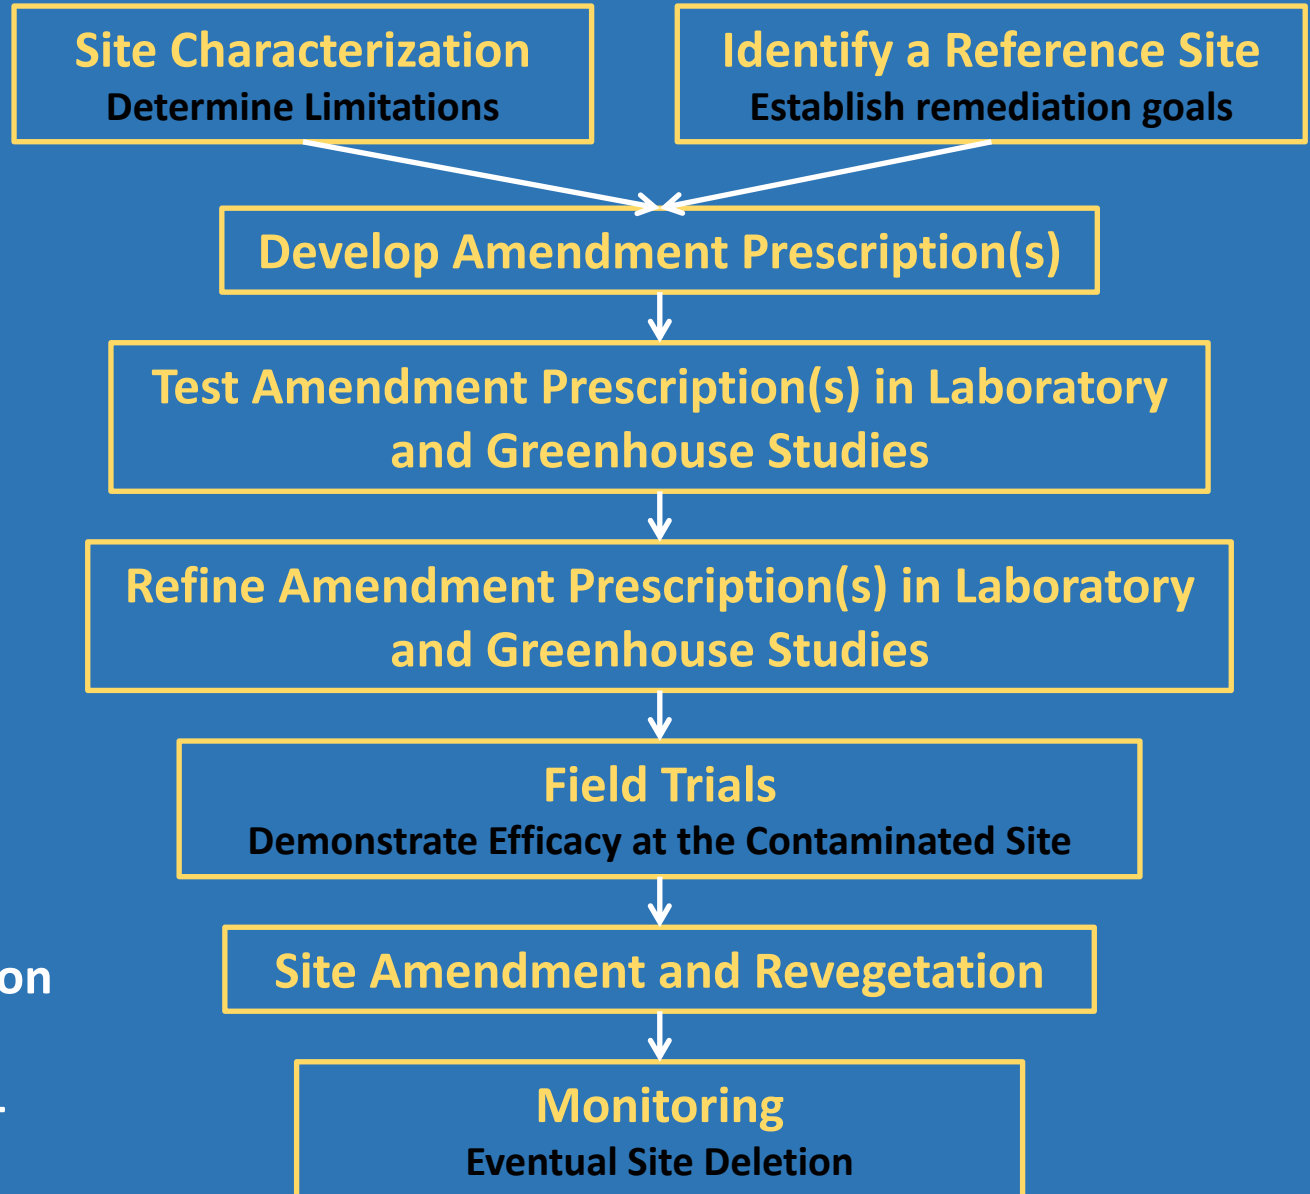 Site Characterization
Determine Limitations
Identify a Reference Site
Establish remediation goals
Develop Amendment Prescription(s)
Test Amendment Prescription(s) in Laboratory
and Greenhouse Studies
Refine Amendment Prescription(s) in Laboratory
and Greenhouse Studies
Field Trials
Demonstrate Efficacy at the Contaminated Site
on
Site Amendment and Revegetation
Monitoring
Eventual Site Deletion